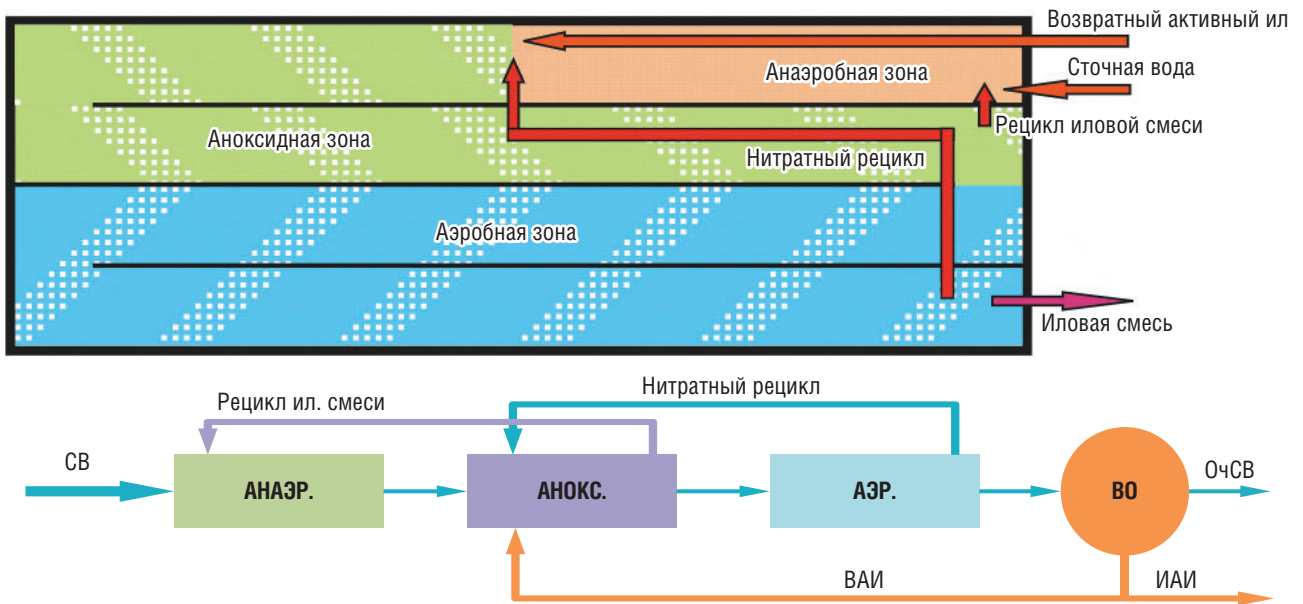 Возвратный активный ил
Анаэробная зона
Сточная вода
Рецикл иловой смеси
Аноксидная зона
Нитратный рецикл
Аэробная зона
Иловая смесь
Рецикл ил. смеси
Нитратный рецикл
СВ
АНАЭР.
АНОКС.
АЭР.
ВО
ОчСВ
ВАИ
ИАИ